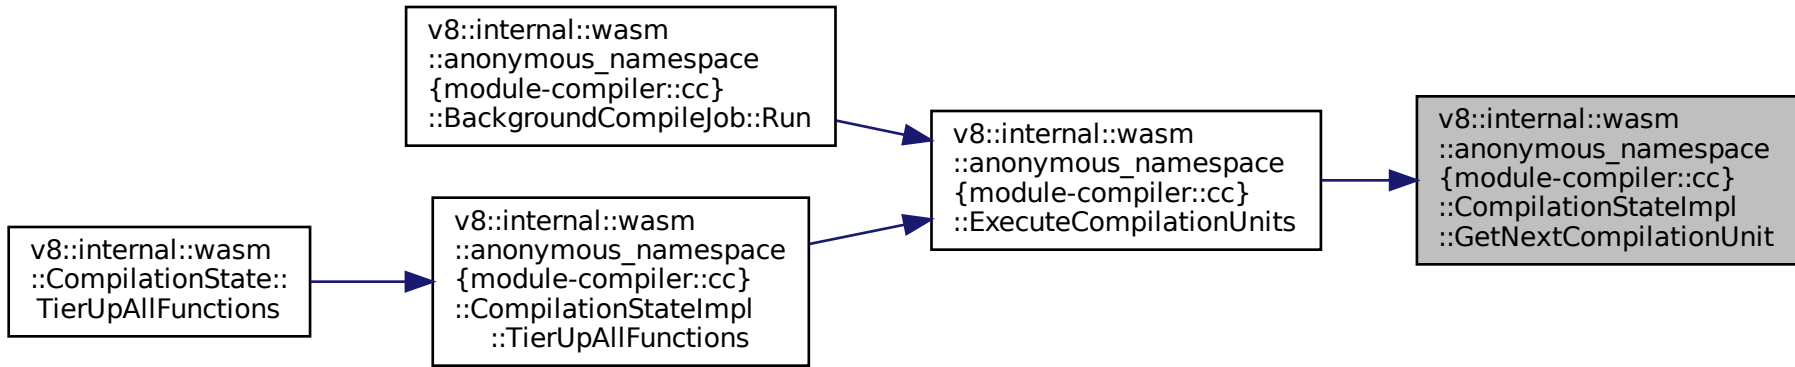 v8::internal::wasm
::anonymous_namespace
{module-compiler::cc}
::BackgroundCompileJob::Run
v8::internal::wasm
::CompilationState::
TierUpAllFunctions
v8::internal::wasm
::anonymous_namespace
{module-compiler::cc}
::CompilationStateImpl
::TierUpAllFunctions
v8::internal::wasm
::anonymous_namespace
{module-compiler::cc}
::ExecuteCompilationUnits
v8::internal::wasm
::anonymous_namespace
{module-compiler::cc}
::CompilationStateImpl
::GetNextCompilationUnit